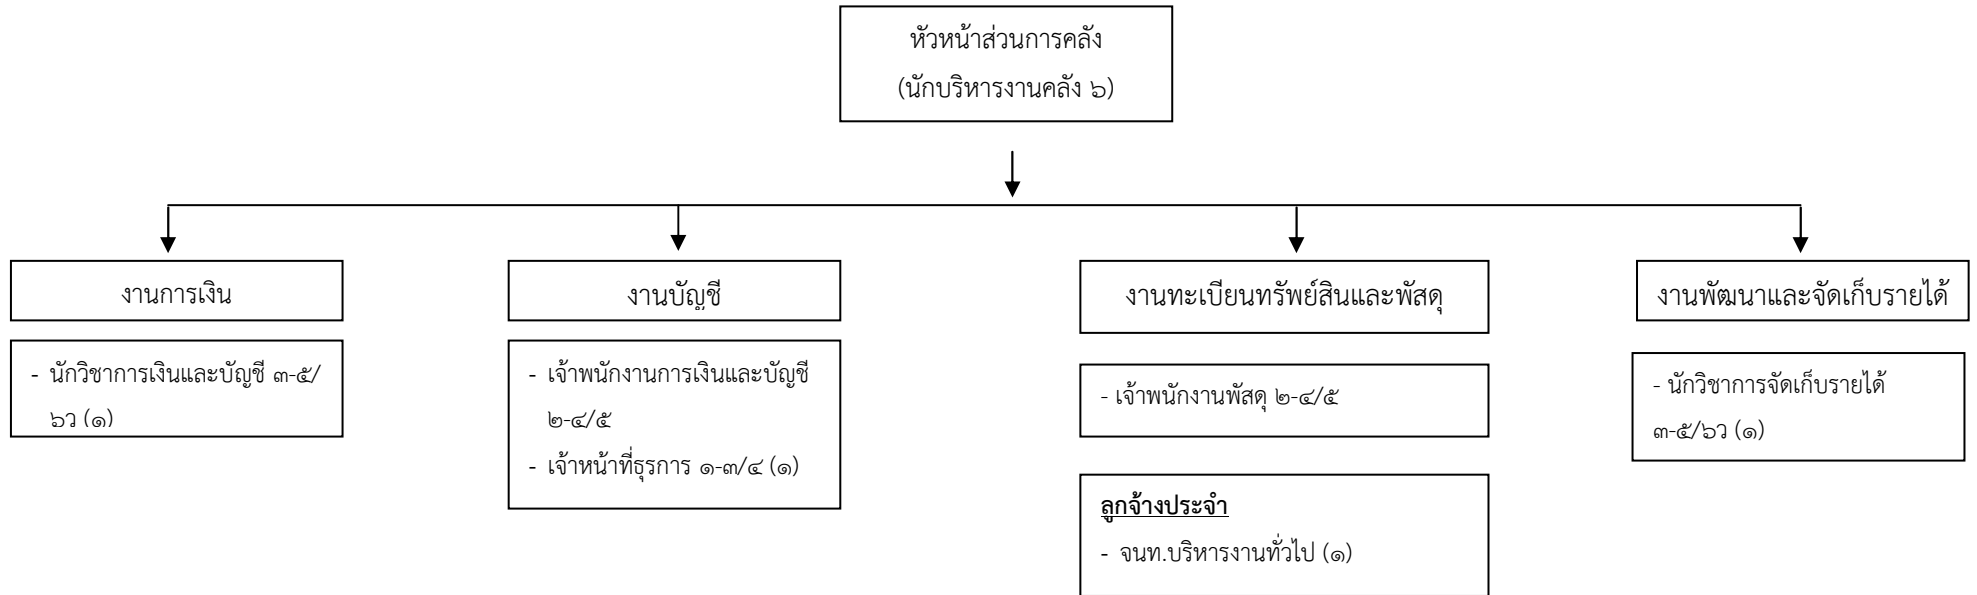 หัวหน้าส่วนการคลัง
(นักบริหารงานคลัง ๖)
งานการเงิน
- นักวิชาการเงินและบัญชี ๓-๕/
๖ว (๑)
งานบัญชี
- เจ้าพนักงานการเงินและบัญชี
๒-๔/๕
- เจ้าหน้าที่ธุรการ ๑-๓/๔ (๑)
งานทะเบียนทรัพย์สินและพัสดุ
- เจ้าพนักงานพัสดุ ๒-๔/๕
ลูกจ้างประจำ
- จนท.บริหารงานทั่วไป (๑)
งานพัฒนาและจัดเก็บรายได้
- นักวิชาการจัดเก็บรายได้
๓-๕/๖ว (๑)